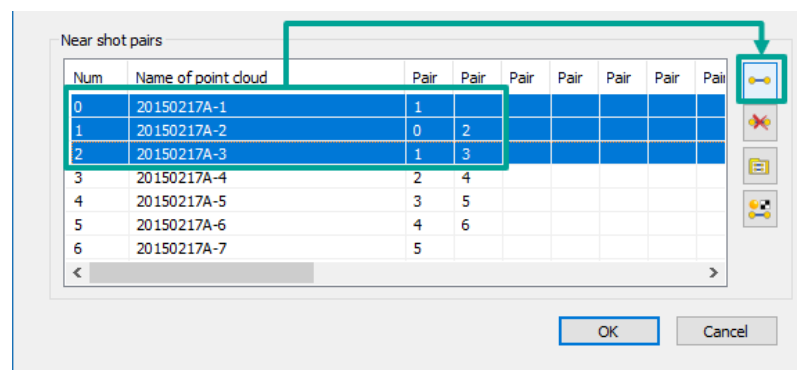 Near shot pairs
Num Name of point cloud Pair Pair Pair Pair Pair Pair Pair
0 20150217A-1 1
1 20150217A-2 0 2
2 20150217A-3 1 3
3 20150217A-4 2 4
4 20150217A-5 3 5
5 20150217A-6 4 6
6 20150217A-7 5
OK Cancel